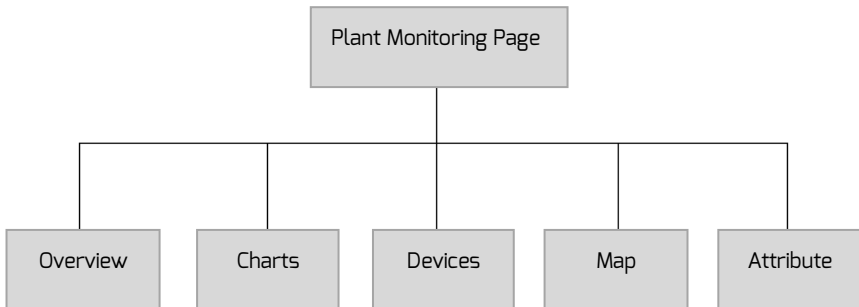 Plant Monitoring Page
Overview
Charts
Devices
Map
Attribute